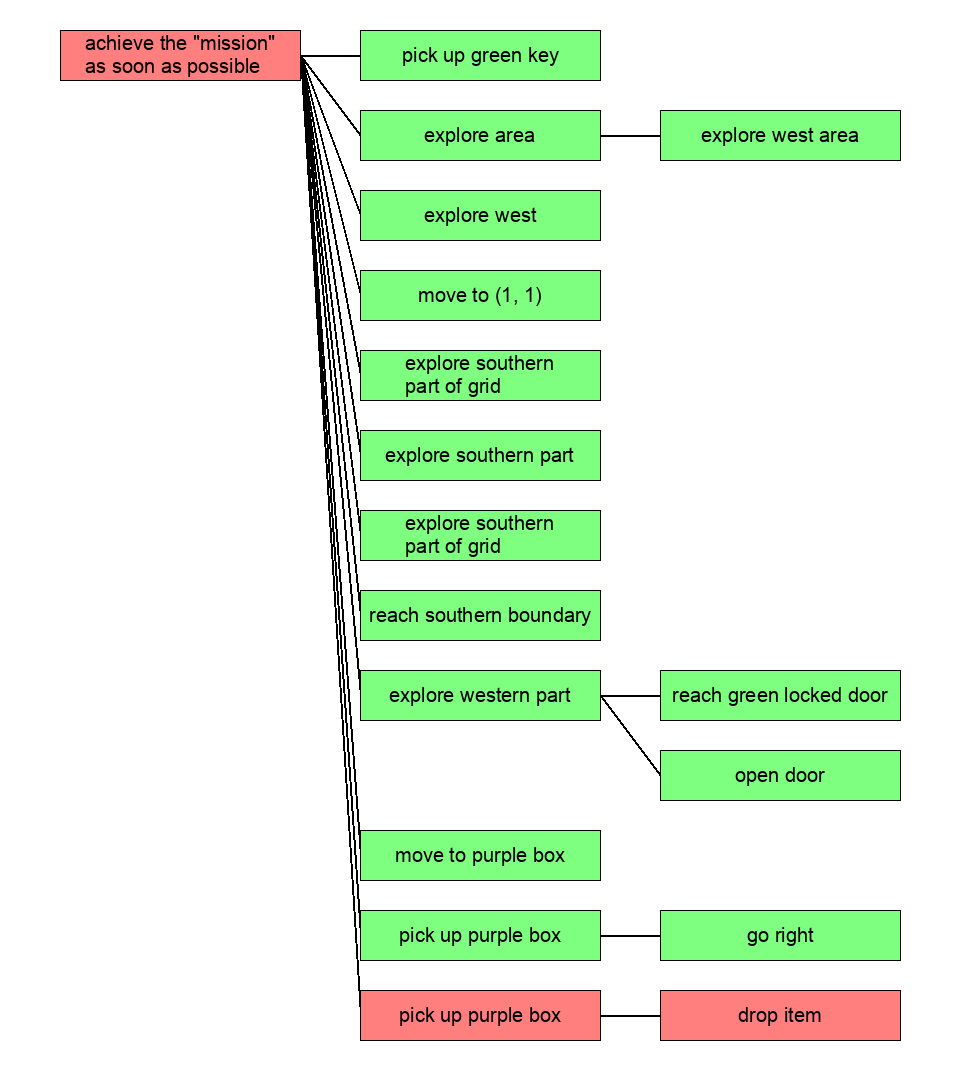 achieve the "mission"
as soon as possible
pick up green key
explore area
explore west area
explore west
move to (1, 1)
explore southern
part of grid
explore southern part
explore southern
part of grid
reach southern boundary
explore western part
reach green locked door
open door
move to purple box
pick up purple box
go right
pick up purple box
drop item